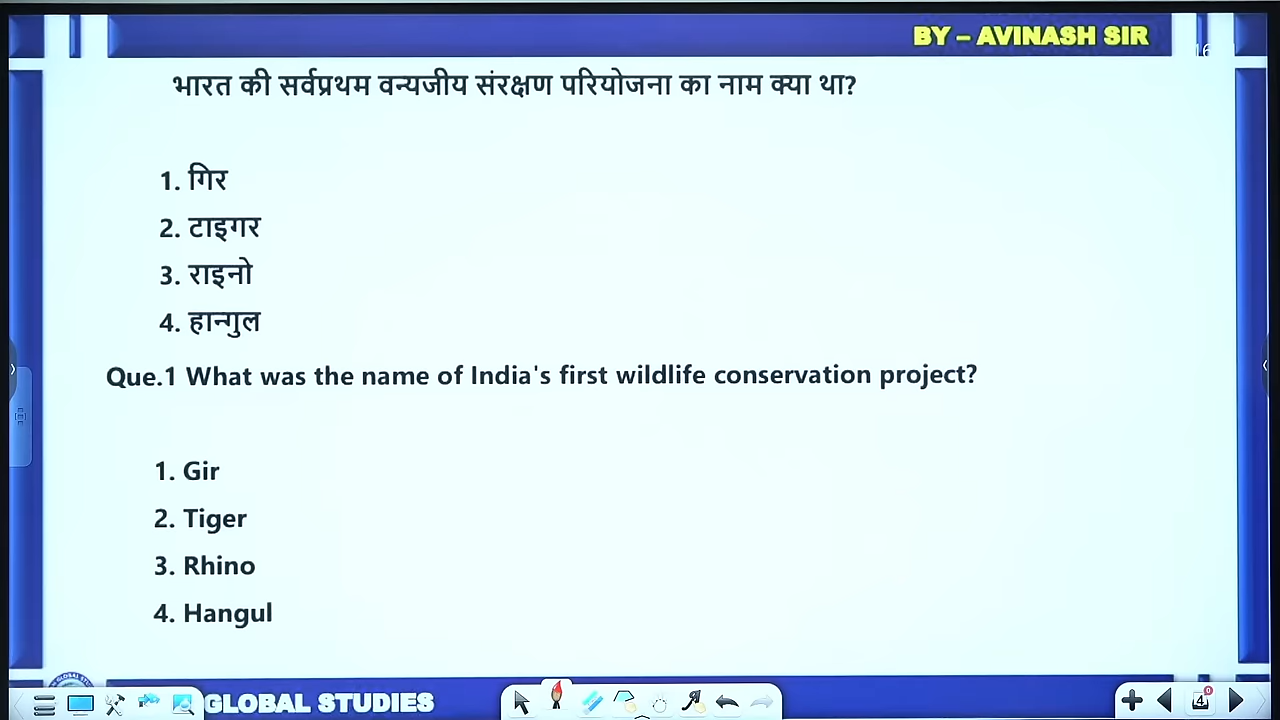 BY – AVINASH SIR
भारत की सर्वप्रथम वन्यजीय संरक्षण परियोजना का नाम क्या था?
1. गिर
2. टाइगर
3. राइनो
4. हान्गुल
Que.1 What was the name of India's first wildlife conservation project?
1. Gir
2. Tiger
3. Rhino
4. Hangul
GLOBAL STUDIES
4
0